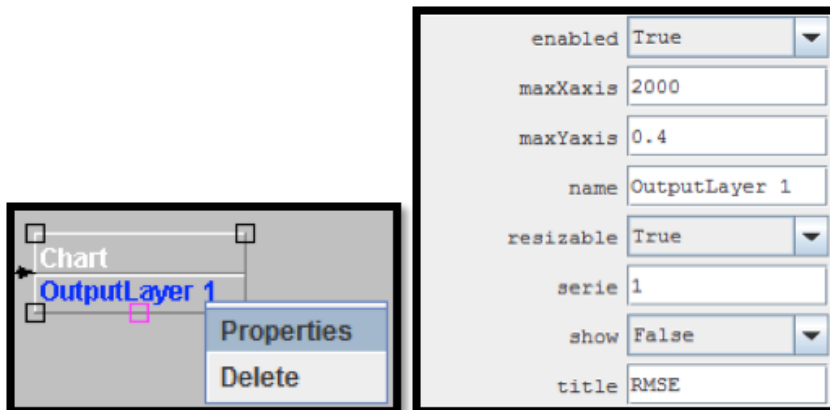 Chart
OutputLayer 1
Properties
Delete
enabled True
maxXaxis 2000
maxYaxis 0.4
name OutputLayer 1
resizable True
serie 1
show False
title RMSE